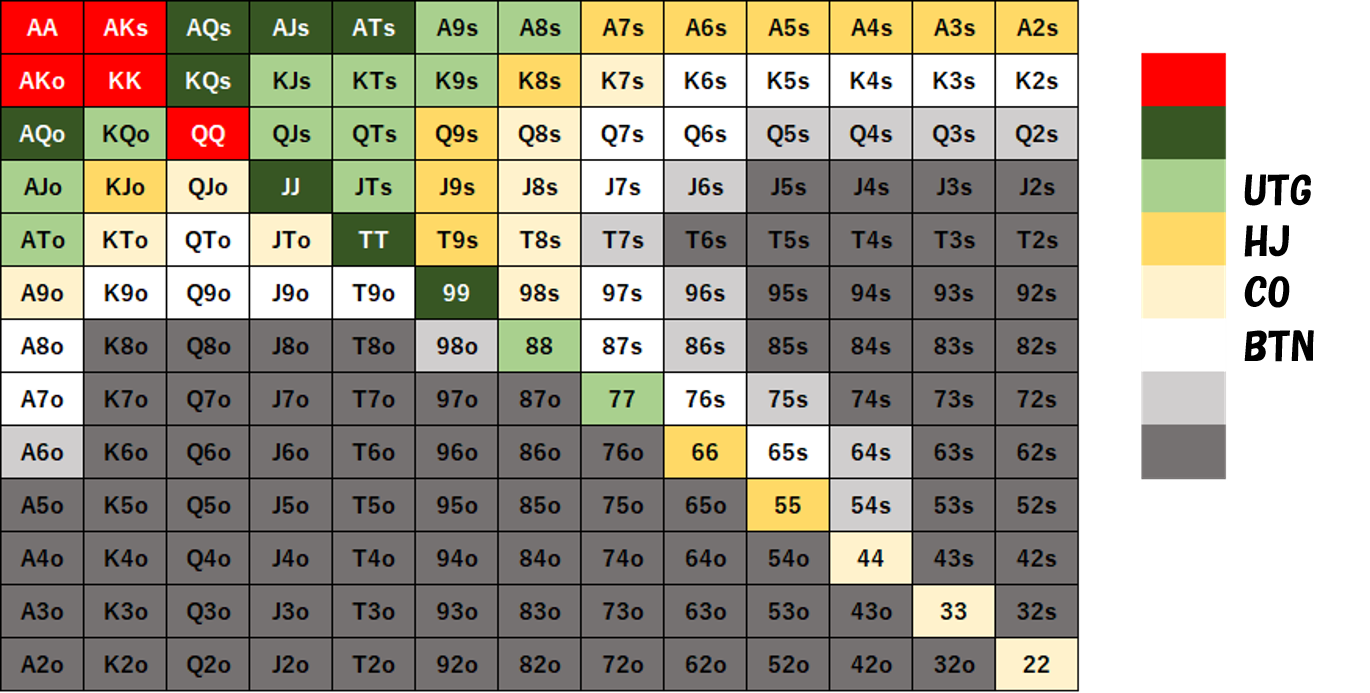 AA AKs AQs AJs ATs A9s A8s A7s A6s A5s A4s A3s A2s
AKo KK KQs KJs KTs K9s K8s K7s K6s K5s K4s K3s K2s
AQo KQo QQ QJs QTs Q9s Q8s Q7s Q6s Q5s Q4s Q3s Q2s
AJo KJo QJo JJ JTs J9s J8s J7s J6s J5s J4s J3s J2s UTG
ATo KTo QTo JTo TT T9s T8s T7s T6s T5s T4s T3s T2s HJ
A9o K9o Q9o J9o T9o 99 98s 97s 96s 95s 94s 93s 92s CO
A8o K8o Q8o J8o T8o 98o 88 87s 86s 85s 84s 83s 82s BTN
A7o K7o Q7o J7o T7o 97o 87o 77 76s 75s 74s 73s 72s
A6o K6o Q6o J6o T6o 96o 86o 76o 66 65s 64s 63s 62s
A5o K5o Q5o J5o T5o 95o 85o 75o 65o 55 54s 53s 52s
A4o K4o Q4o J4o T4o 94o 84o 74o 64o 54o 44 43s 42s
A3o K3o Q3o J3o T3o 93o 83o 73o 63o 53o 43o 33 32s
A2o K2o Q2o J2o T2o 92o 82o 72o 62o 52o 42o 32o 22